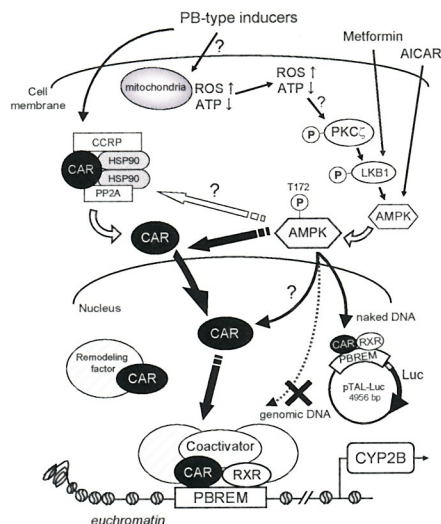 PB-type inducers
?
Metformin
AICAR
Cell
membrane
mitochondria
ROS ↑
ATP ↓
ROS ↑
ATP ↓
?
P
PKCζ
P
LKB1
AMPK
CCRP
CAR
HSP90
HSP90
PP2A
?
T172
P
AMPK
CAR
Nucleus
?
naked DNA
CAR
Remodeling
factor
CAR
CAR
RXR
PBREM
Luc
pTAL-Luc
4956 bp
genomic DNA
Coactivator
CAR
RXR
PBREM
CYP2B
euchromatin